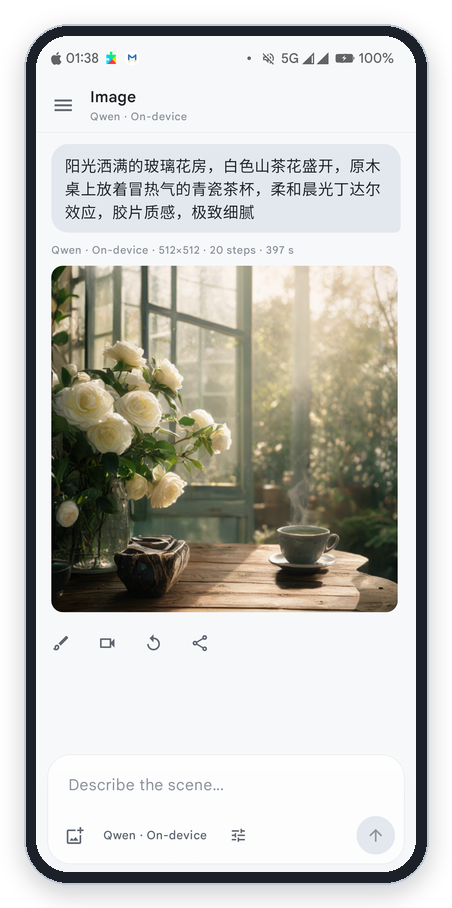 01:38
5G
100%
Image
Qwen · On-device
阳光洒满的玻璃花房，白色山茶花盛开，原木
桌上放着冒热气的青瓷茶杯，柔和晨光丁达尔
效应，胶片质感，极致细腻
Qwen · On-device · 512×512 · 20 steps · 397 s
Describe the scene...
Qwen · On-device